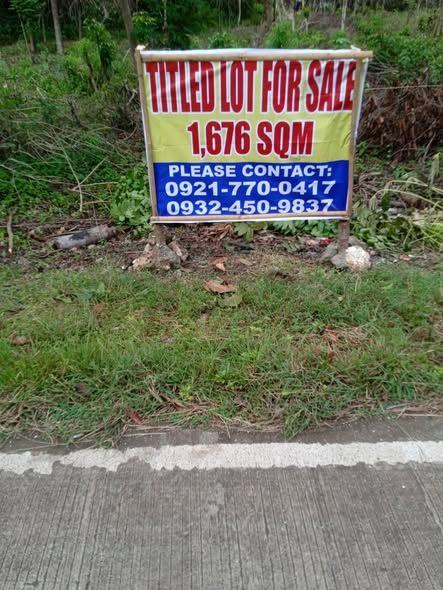 TITLED LOT FOR SALE
1,676 SQM
PLEASE CONTACT:
0921-770-0417
0932-450-9837